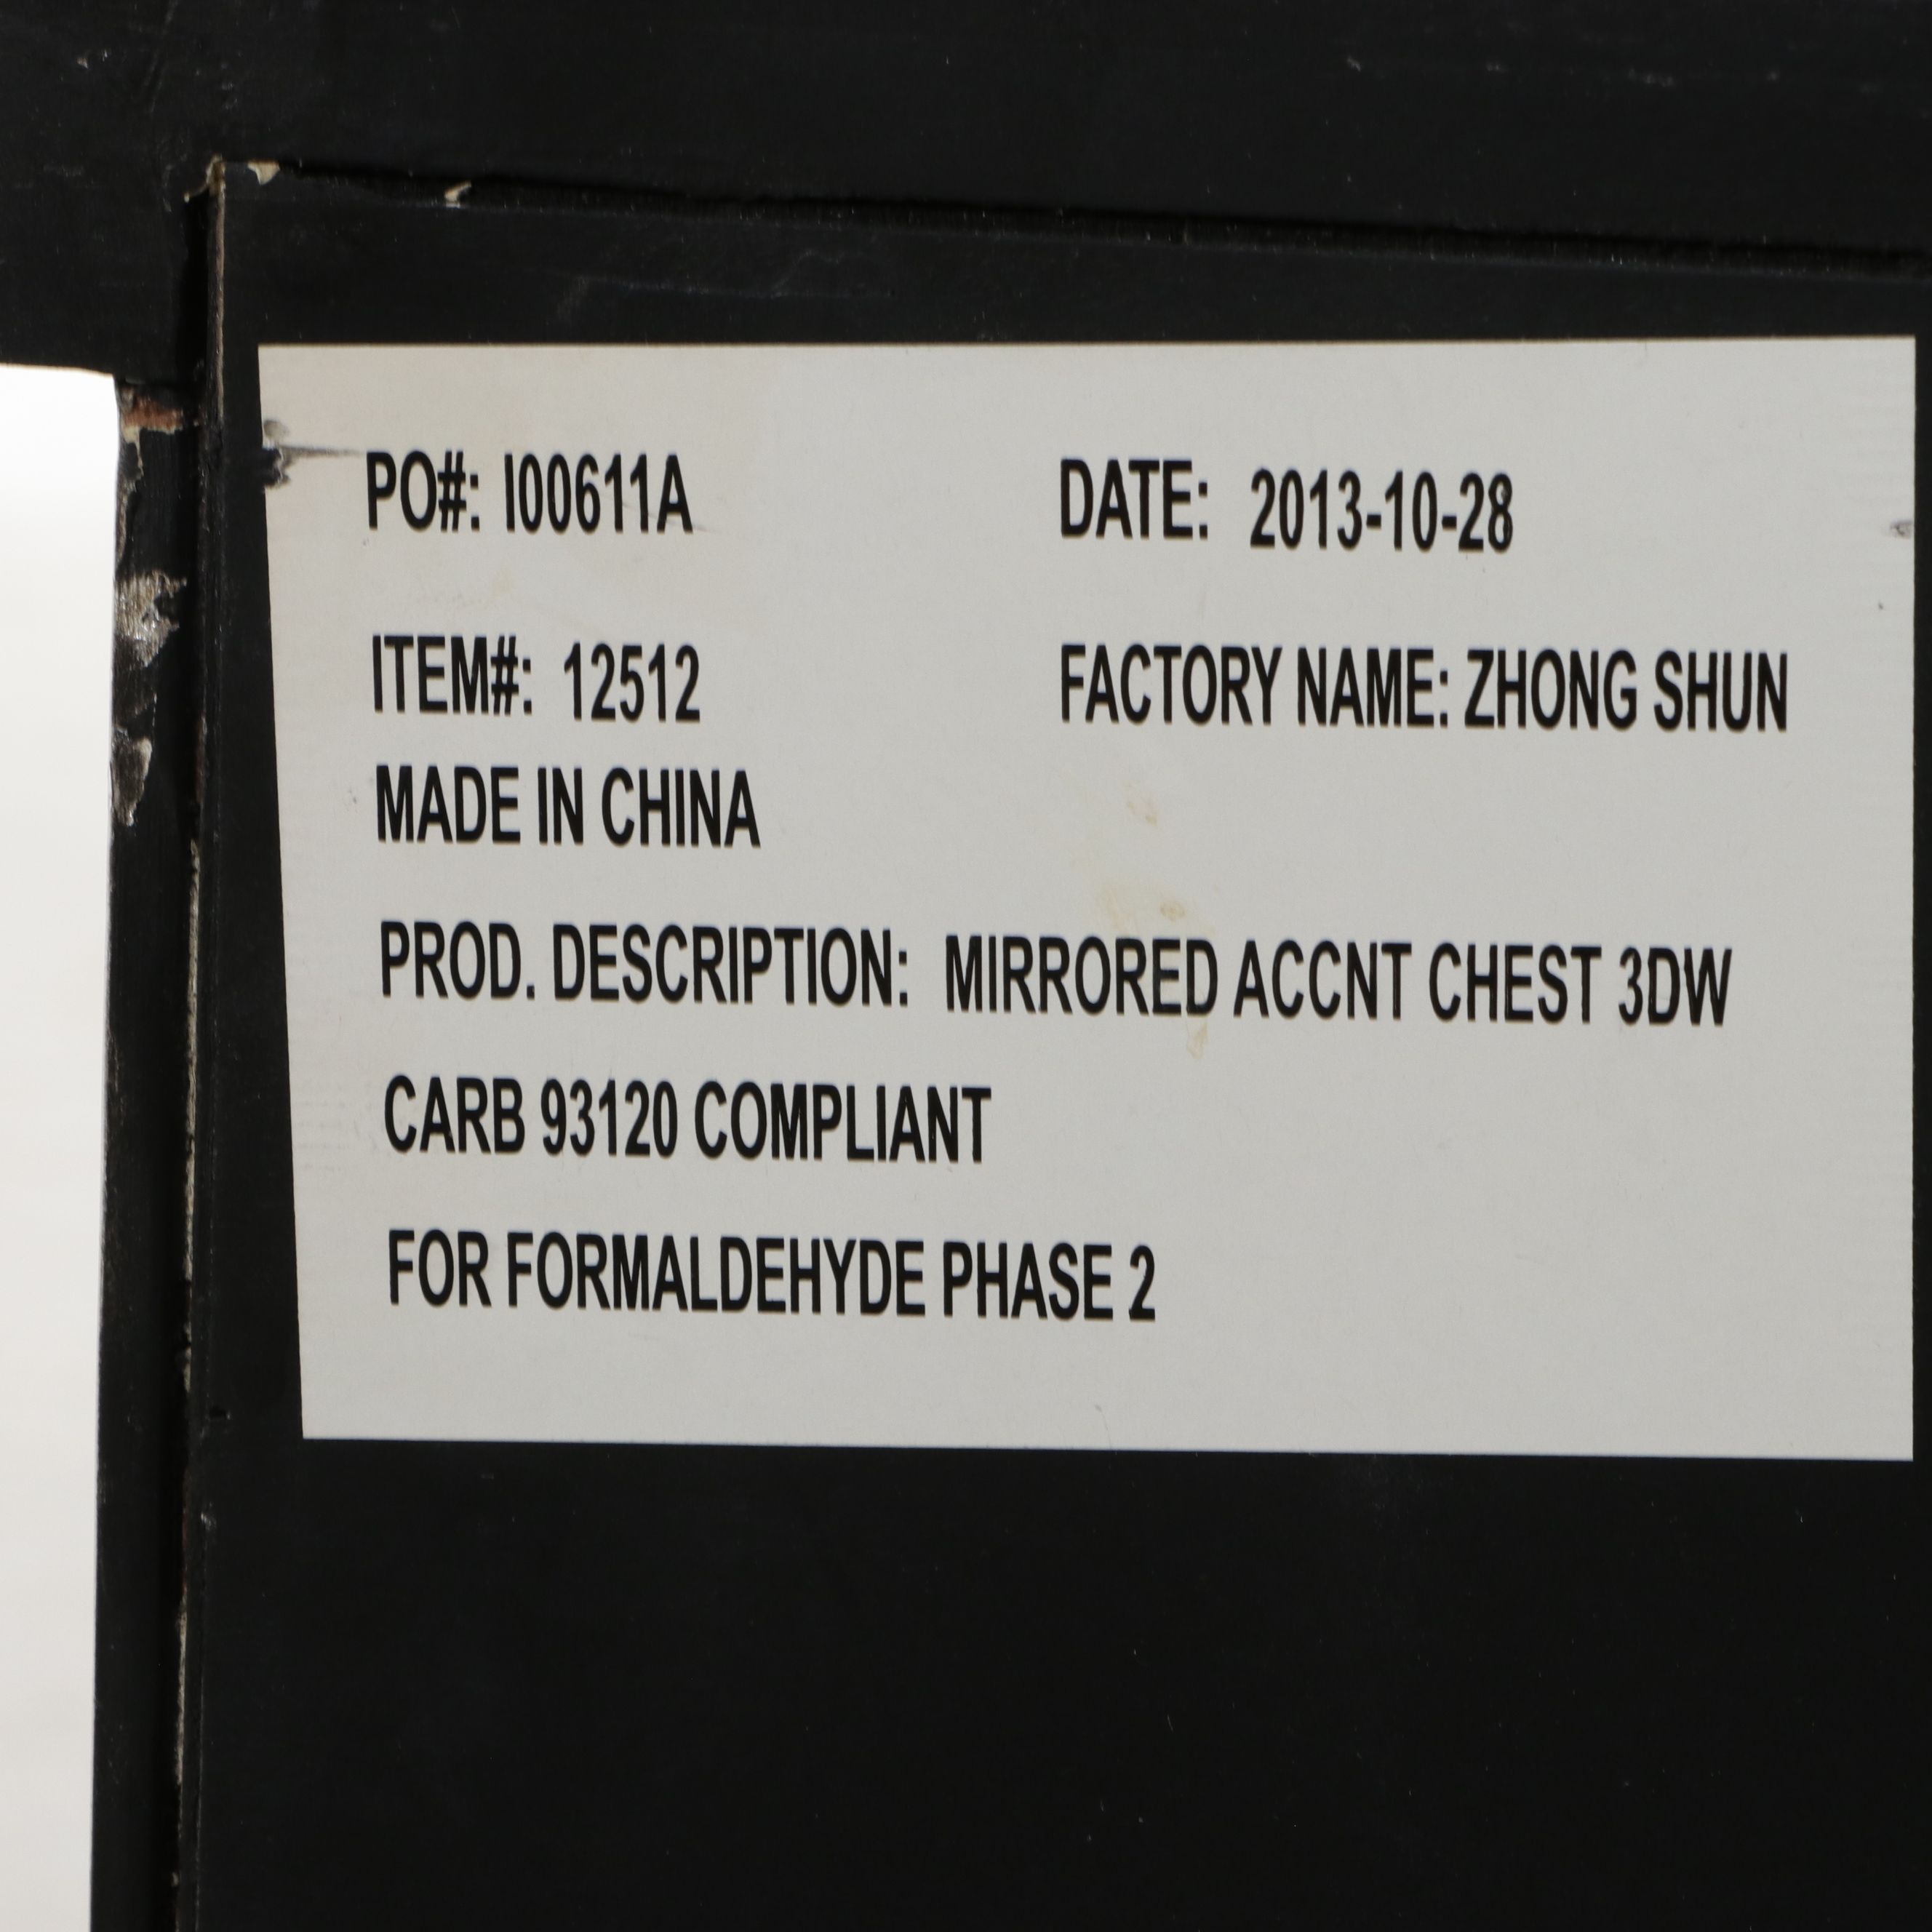 PO#: I00611A DATE: 2013-10-28
ITEM#: 12512 FACTORY NAME: ZHONG SHUN
MADE IN CHINA
PROD. DESCRIPTION: MIRRORED ACCNT CHEST 3DW
CARB 93120 COMPLIANT
FOR FORMALDEHYDE PHASE 2